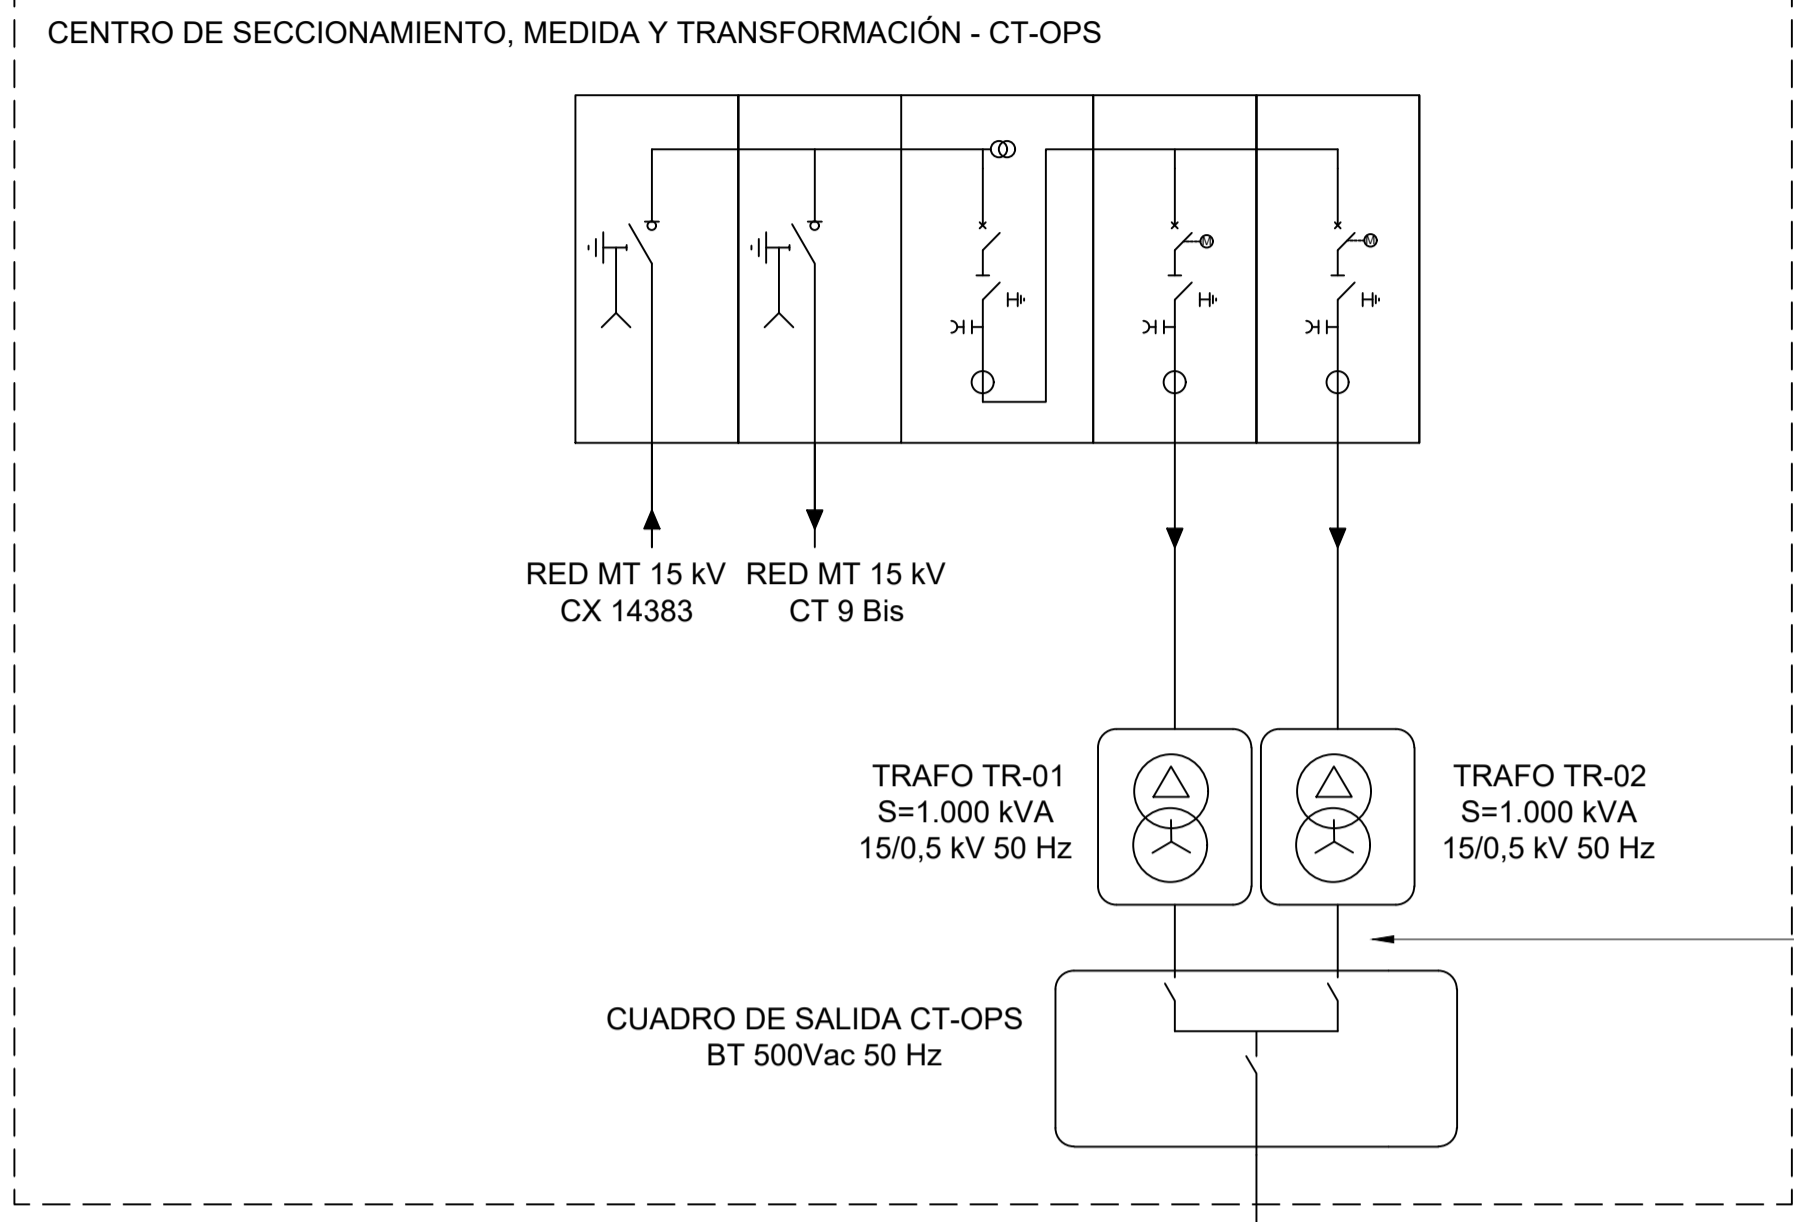 CENTRO DE SECCIONAMIENTO, MEDIDA Y TRANSFORMACIÓN - CT-OPS
M
M
RED MT 15 kV
CX 14383
RED MT 15 kV
CT 9 Bis
TRAFO TR-01
S=1.000 kVA
15/0,5 kV 50 Hz
TRAFO TR-02
S=1.000 kVA
15/0,5 kV 50 Hz
CUADRO DE SALIDA CT-OPS
BT 500Vac 50 Hz